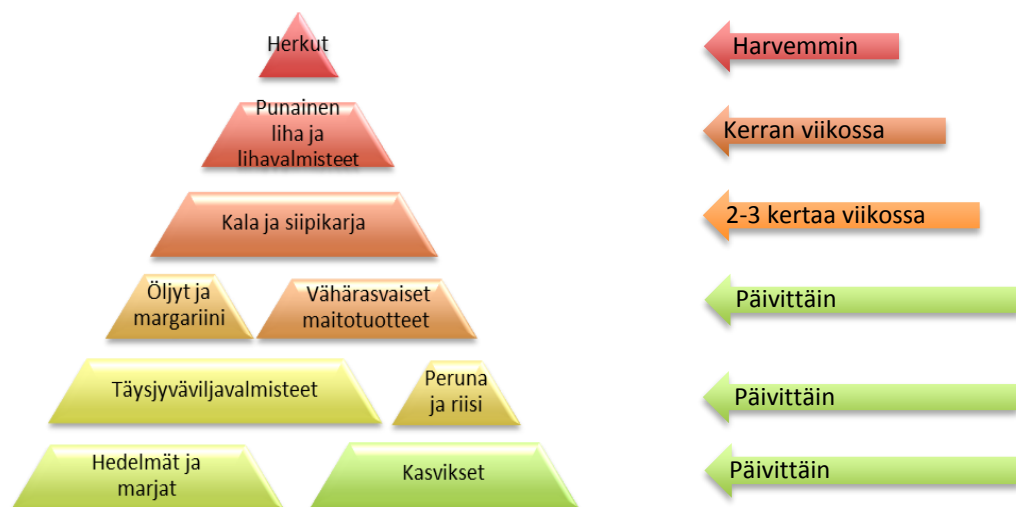 Herkut
Harvemmin
Punainen
liha ja
lihavalmisteet
Kerran viikossa
Kala ja siipikarja
2-3 kertaa viikossa
Öljyt ja
margariini
Vähärasvaiset
maitotuotteet
Päivittäin
Täysjyväviljavalmisteet
Peruna
ja riisi
Päivittäin
Hedelmät ja
marjat
Kasvikset
Päivittäin